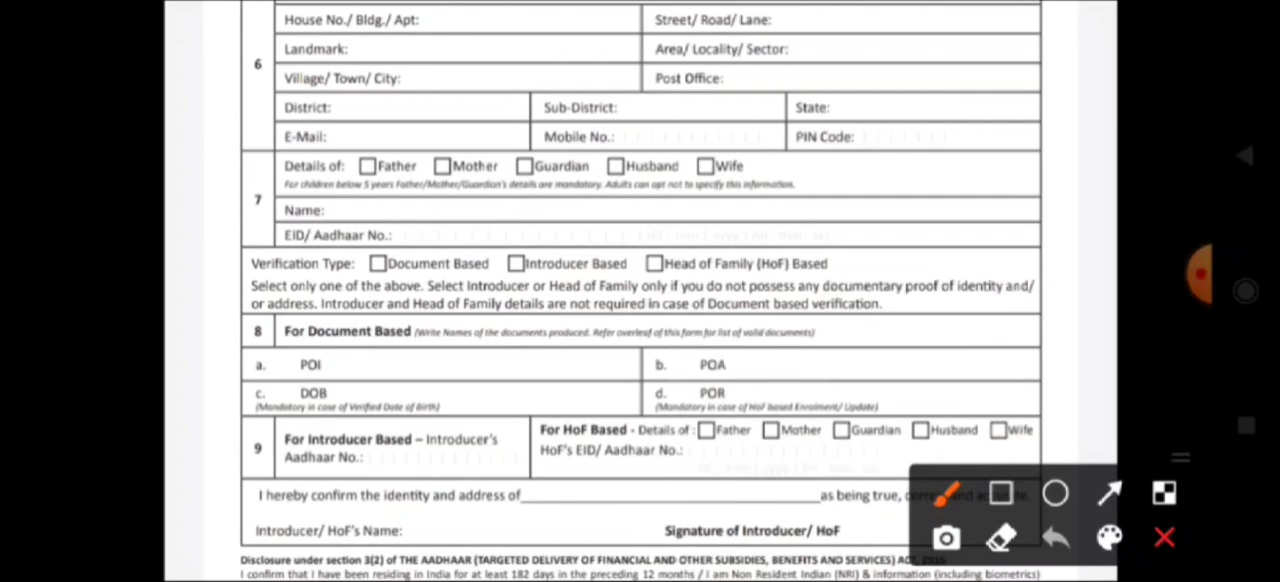 House No./ Bldg./ Apt: Street/ Road/ Lane:
Landmark: Area/ Locality/ Sector:
6
Village/ Town/ City: Post Office:
District: Sub-District: State:
E-Mail: Mobile No.: PIN Code:
Details of: Father Mother Guardian Husband Wife
For children below 5 years Father/Mother/Guardian's details are mandatory. Adults can opt not to specify this information.
7
Name:
EID/ Aadhaar No.:
Verification Type: Document Based Introducer Based Head of Family (HoF) Based
Select only one of the above. Select Introducer or Head of Family only if you do not possess any documentary proof of identity and/
or address. Introducer and Head of Family details are not required in case of Document based verification.
8 For Document Based (Write Names of the documents produced. Refer overleaf of this form for list of valid documents)
a. POI b. POA
c. DOB d. POR
(Mandatory in case of Verified Date of Birth) (Mandatory in case of HoF based Enrolment/ Update)
For HoF Based - Details of : Father Mother Guardian Husband Wife
9 For Introducer Based – Introducer's
Aadhaar No.: HoF's EID/ Aadhaar No.:
I hereby confirm the identity and address of as being true,
Introducer/ HoF's Name: Signature of Introducer/ HoF
Disclosure under section 3(2) of THE AADHAAR (TARGETED DELIVERY OF FINANCIAL AND OTHER SUBSIDIES, BENEFITS AND SERVICES)
I confirm that I have been residing in India for at least 182 days in the preceding 12 months / I am Non Resident Indian (NRI) & information (including biometrics)